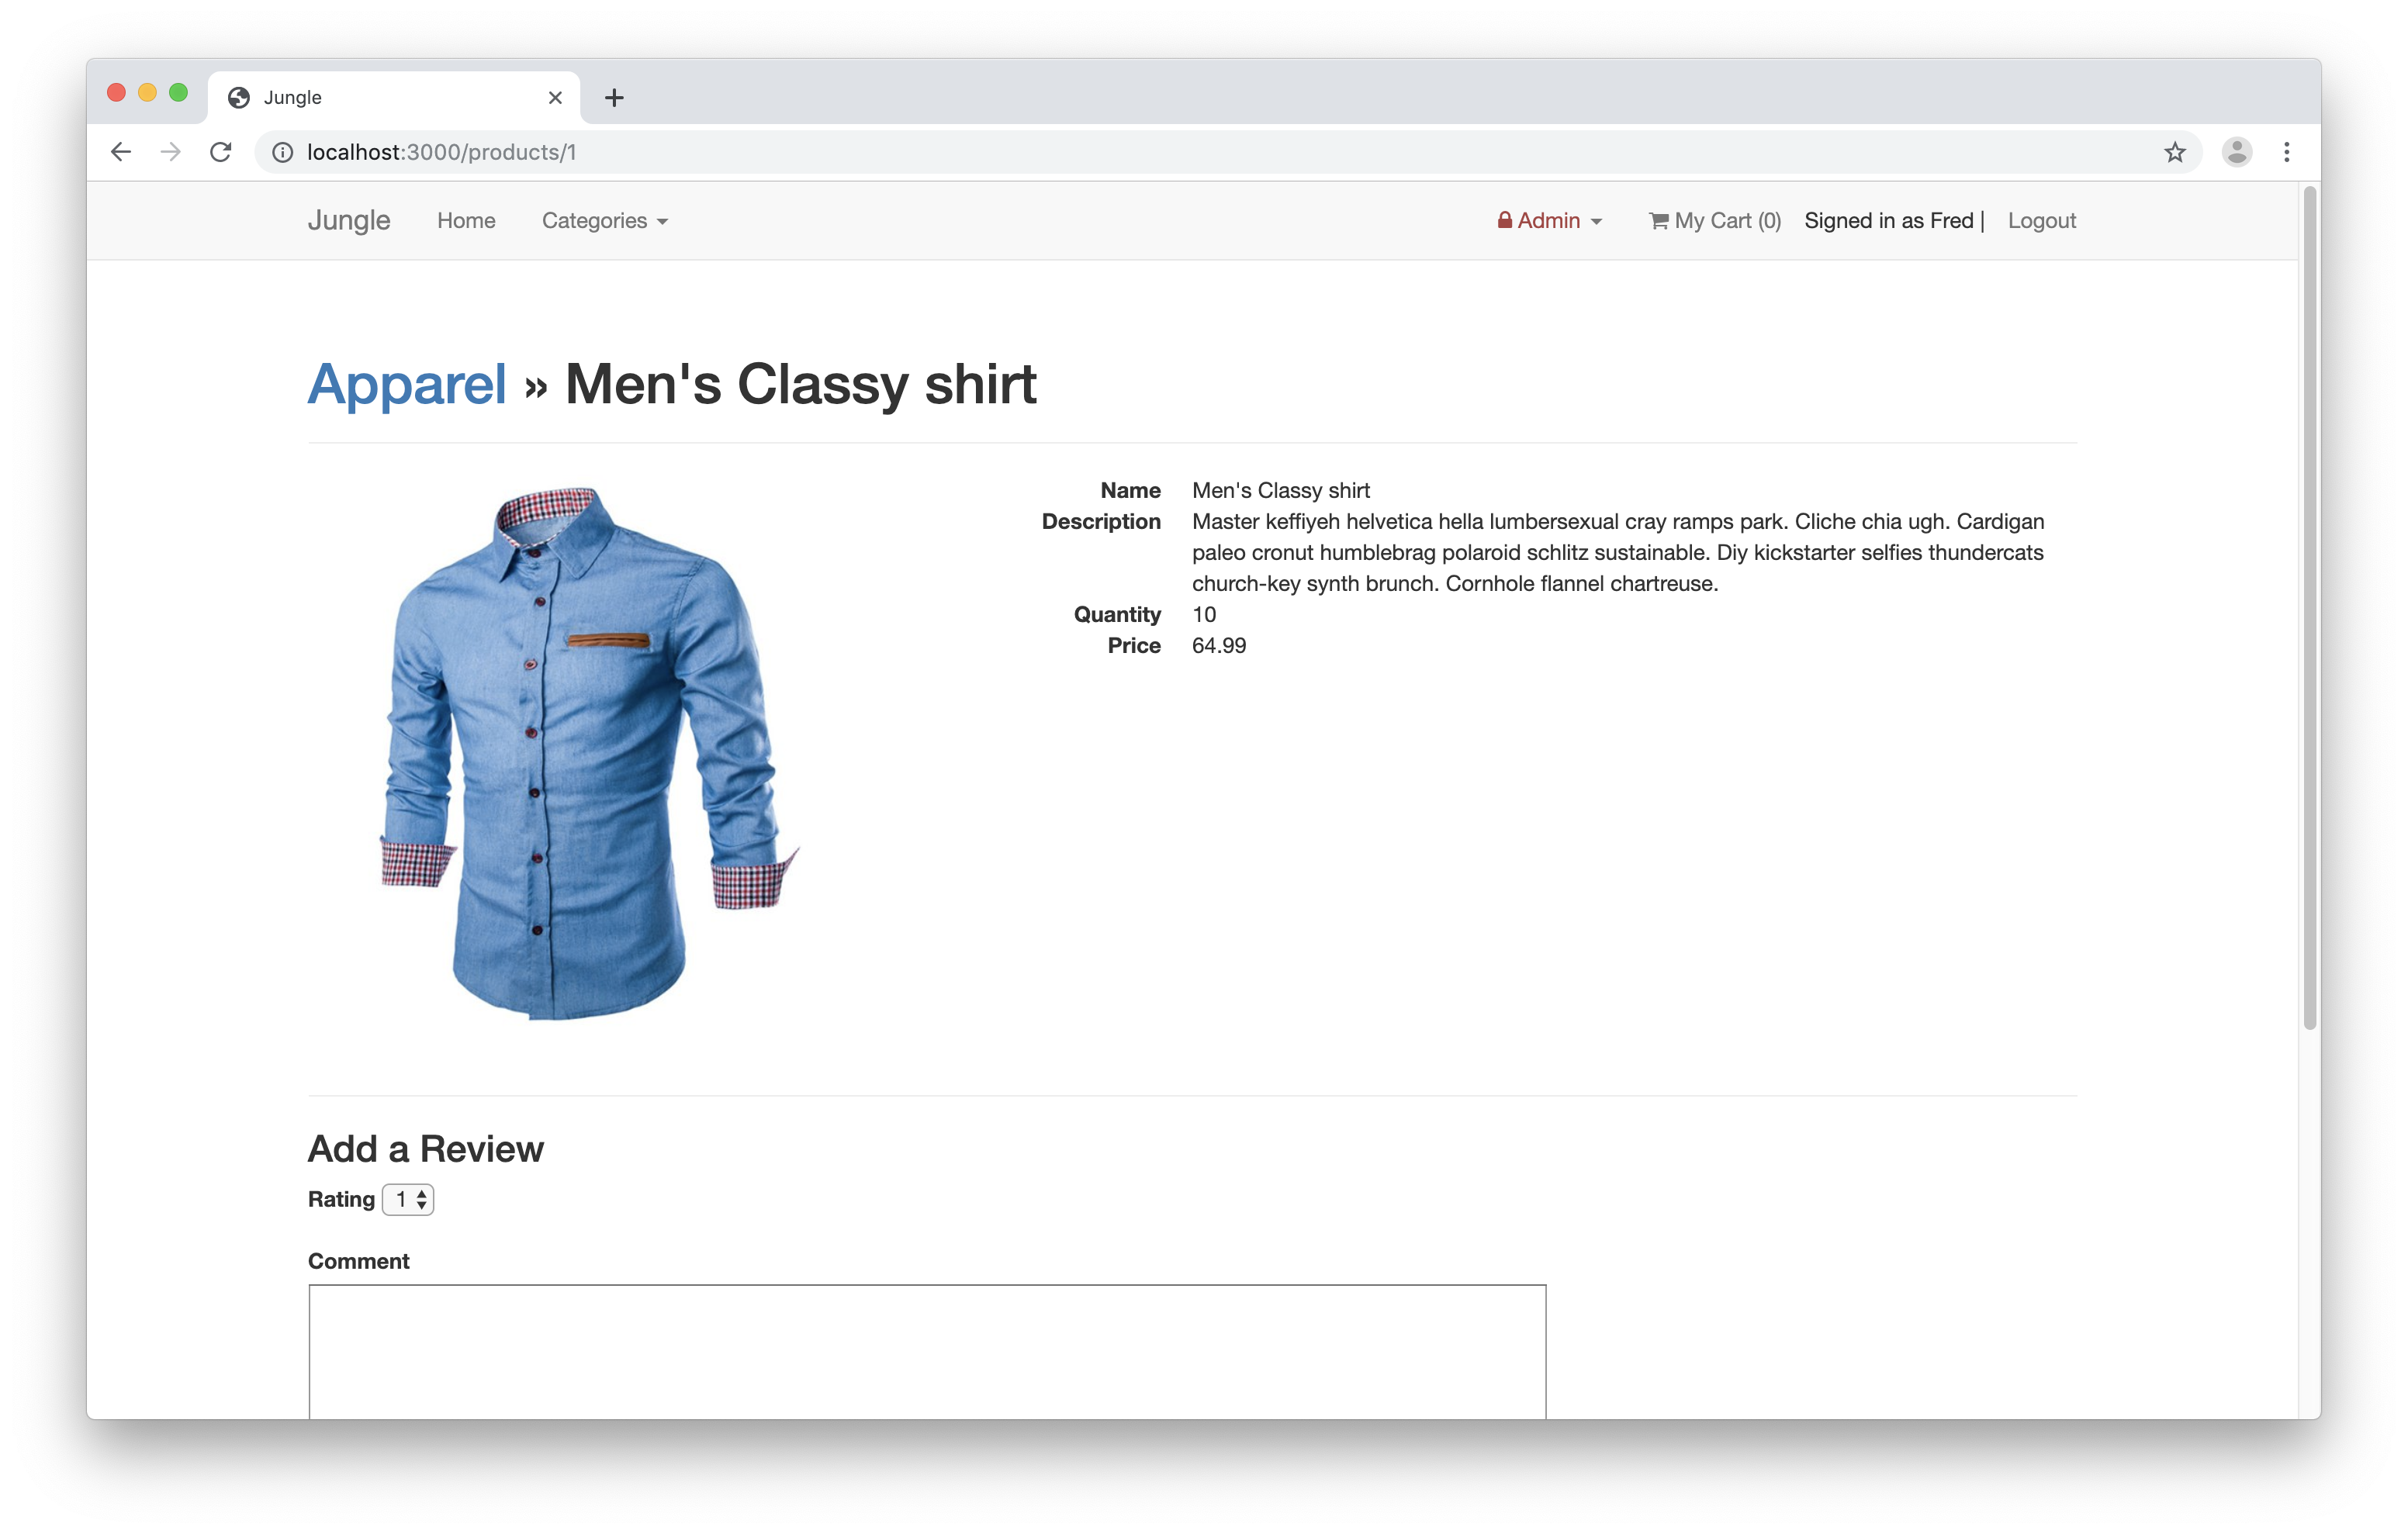 Jungle
localhost:3000/products/1
Jungle Home Categories Admin My Cart (0) Signed in as Fred | Logout
Apparel » Men's Classy shirt
Name Men's Classy shirt
Description Master keffiyeh helvetica hella lumbersexual cray ramps park. Cliche chia ugh. Cardigan
paleo cronut humblebrag polaroid schlitz sustainable. Diy kickstarter selfies thundercats
church-key synth brunch. Cornhole flannel chartreuse.
Quantity 10
Price 64.99
Add a Review
Rating 1
Comment